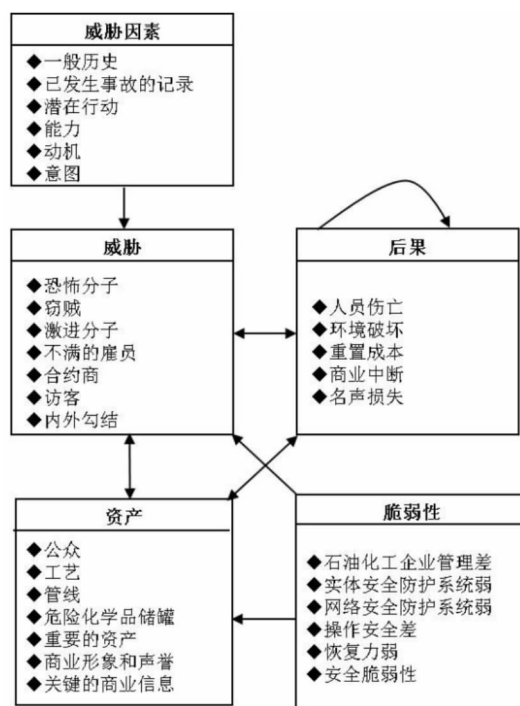 威胁因素
◆一般历史
◆已发生事故的记录
◆潜在行动
◆能力
◆动机
◆意图
威胁
◆恐怖分子
◆窃贼
◆激进分子
◆不满的雇员
◆合约商
◆访客
◆内外勾结
后果
◆人员伤亡
◆环境破坏
◆重置成本
◆商业中断
◆名声损失
资产
◆公众
◆工艺
◆管线
◆危险化学品储罐
◆重要的资产
◆商业形象和声誉
◆关键的商业信息
脆弱性
◆石油化工企业管理差
◆实体安全防护系统弱
◆网络安全防护系统弱
◆操作安全差
◆恢复力弱
◆安全脆弱性